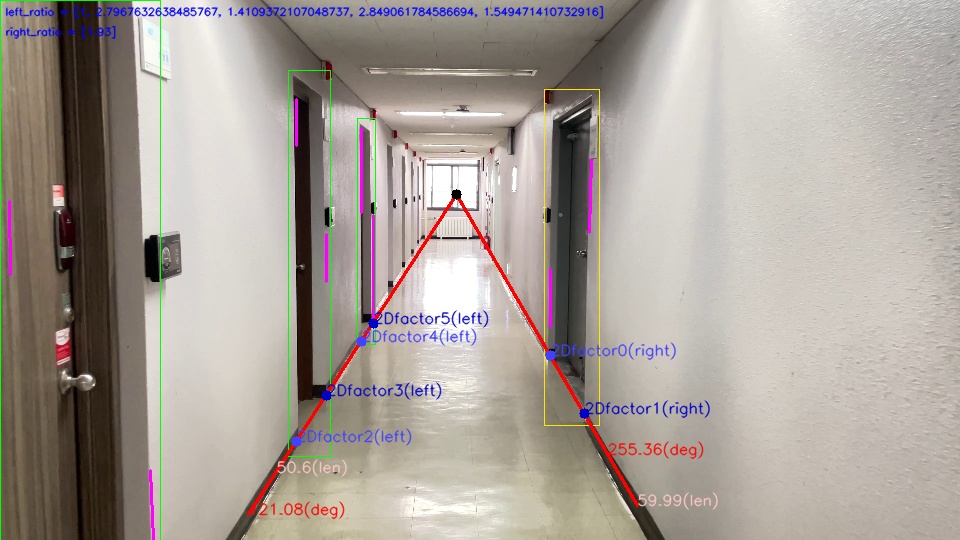 left_ratio = [1, 2.7967632638485767, 1.4109372107048737, 2.849061784586694, 1.549471410732916]
right_ratio = [1.93]
2Dfactor5(left)
2Dfactor4(left)
2Dfactor0(right)
2Dfactor3(left)
2Dfactor1(right)
2Dfactor2(left)
255.36(deg)
50.6(len)
59.99(len)
21.08(deg)